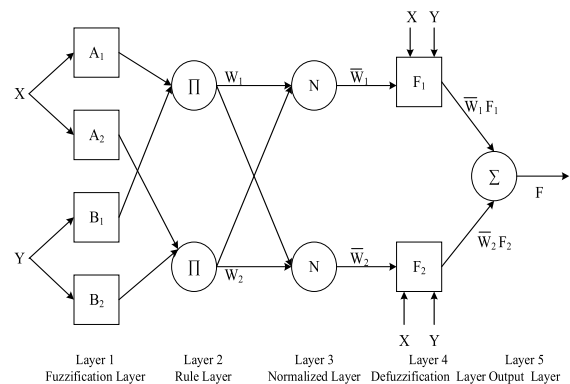 X Y
A₁
X
∏
W₁
N
W̅₁
F₁
W̅₁ F₁
A₂
∑
F
B₁
Y
∏
W₂
N
W̅₂
F₂
W̅₂ F₂
B₂
X Y
Layer 1 Layer 2 Layer 3 Layer 4 Layer 5
Fuzzification Layer Rule Layer Normalized Layer Defuzzification Layer Output Layer